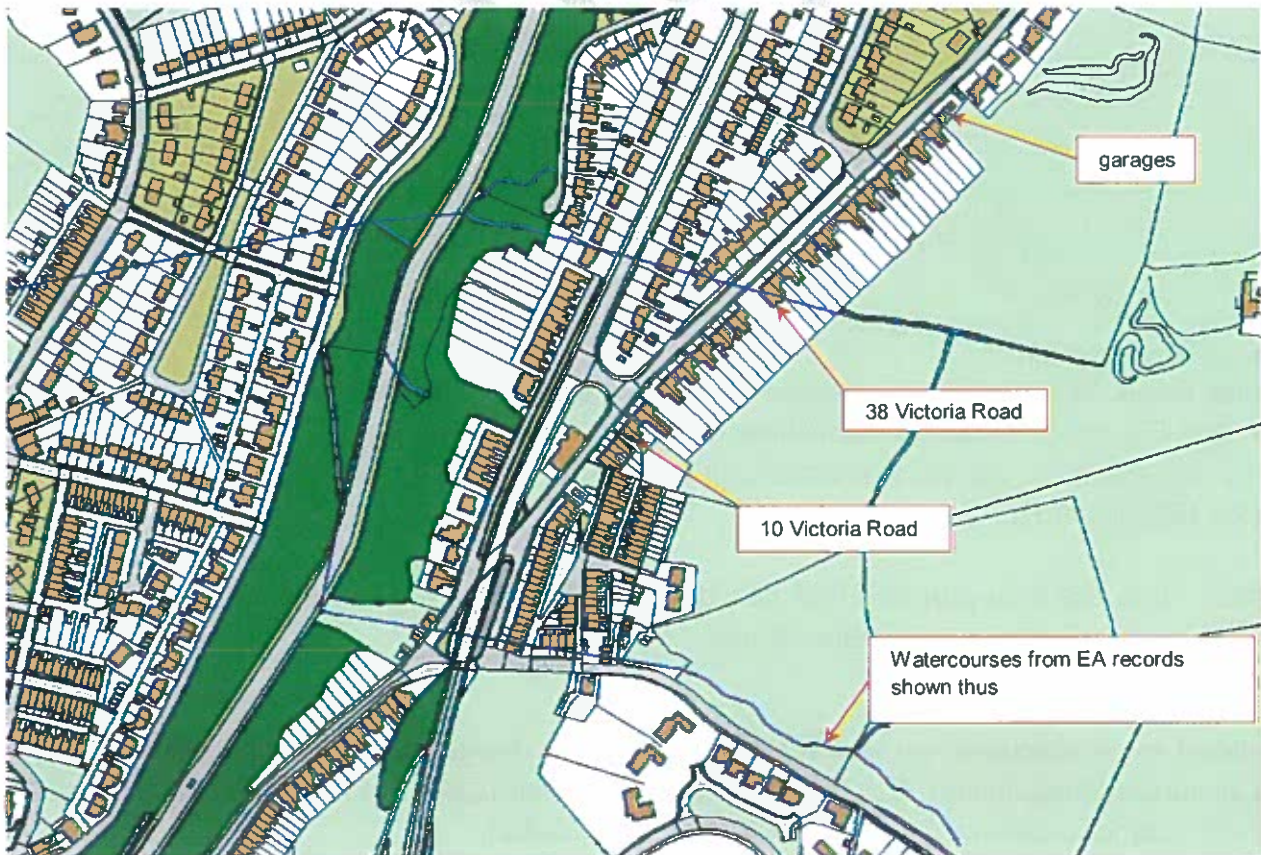 garages
38 Victoria Road
10 Victoria Road
Watercourses from EA records
shown thus